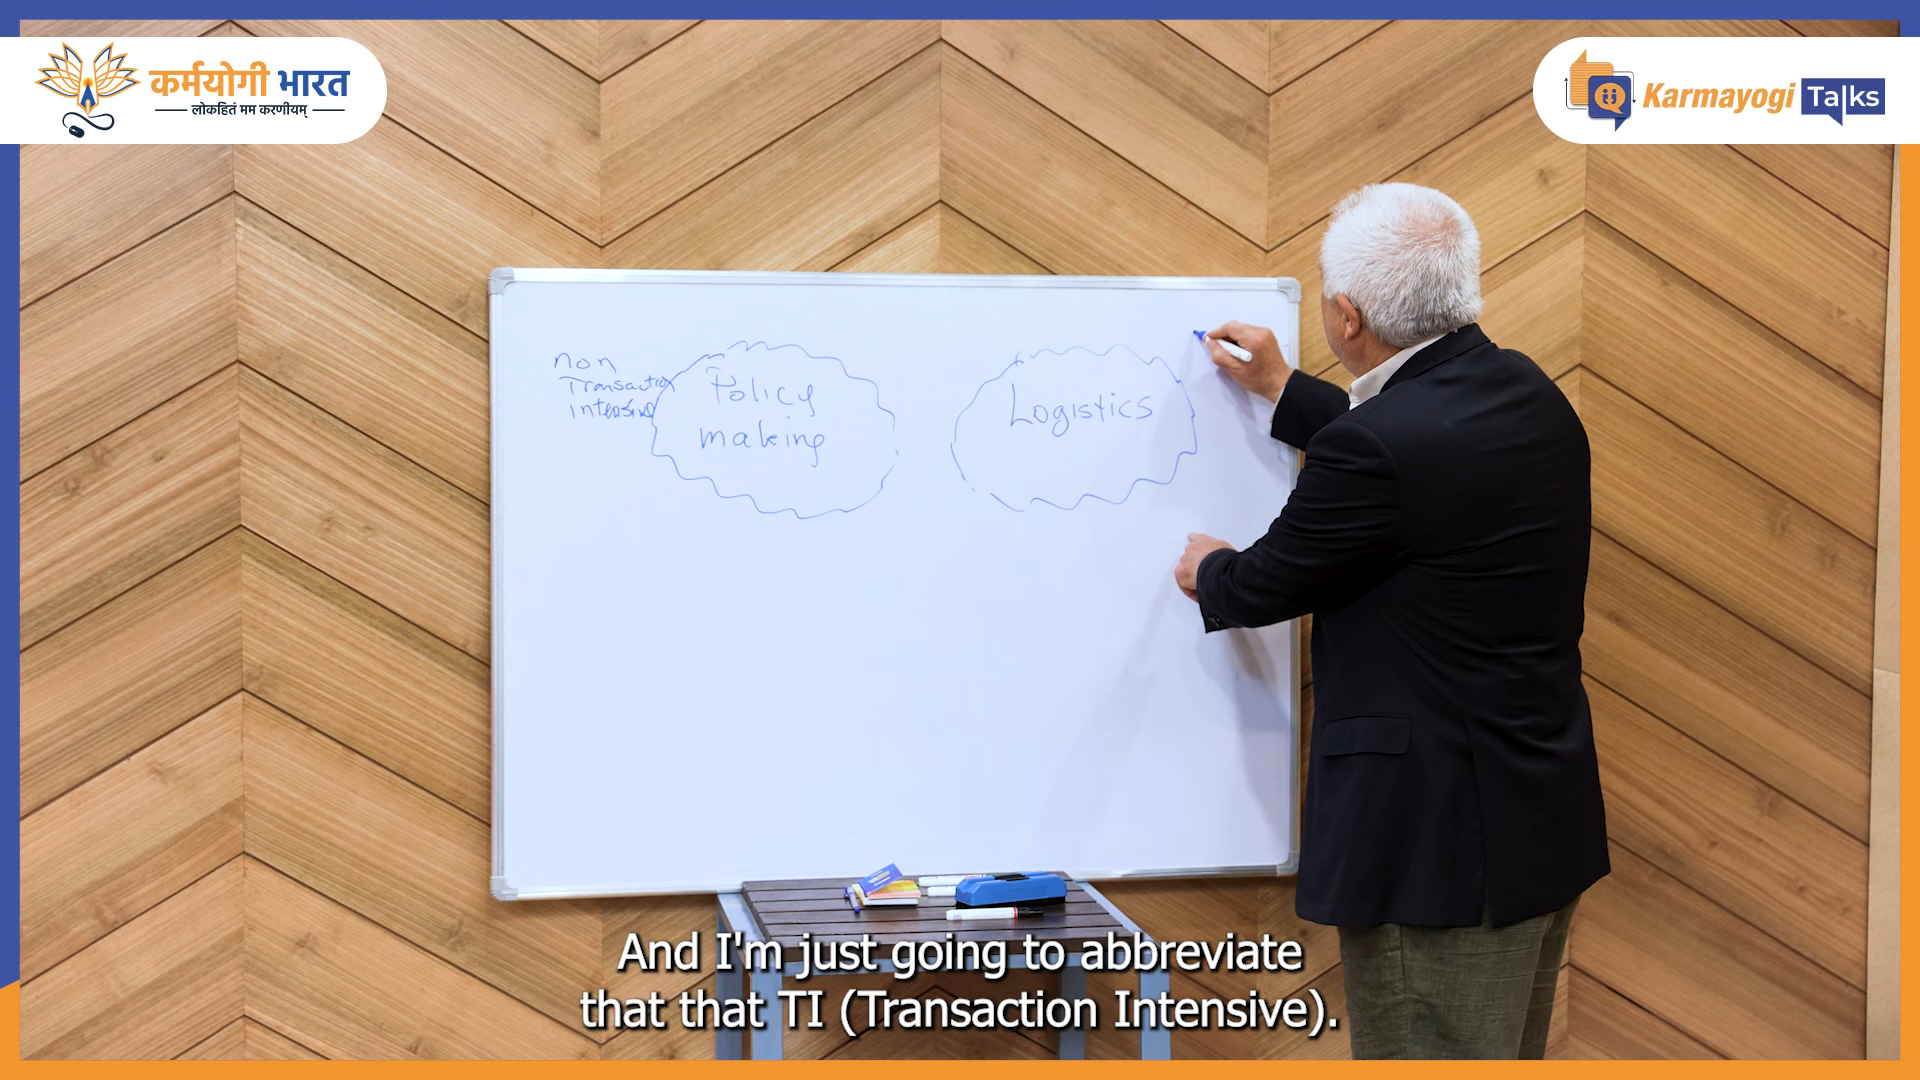 कर्मयोगी भारत
लोकहितं मम करणीयम्
Karmayogi Talks
non
Transaction
intensive
Policy
making
Logistics
And I'm just going to abbreviate
that that TI (Transaction Intensive).